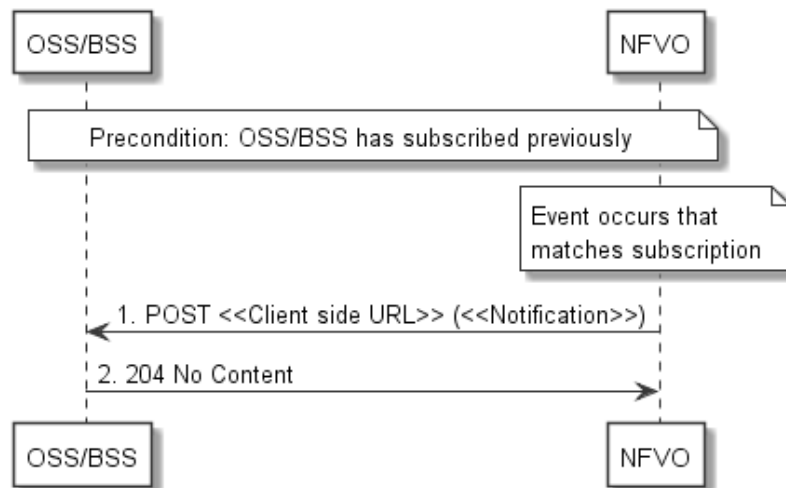 OSS/BSS
NFVO
Precondition: OSS/BSS has subscribed previously
Event occurs that
matches subscription
1. POST <<Client side URL>> (<<Notification>>)
2. 204 No Content
OSS/BSS
NFVO